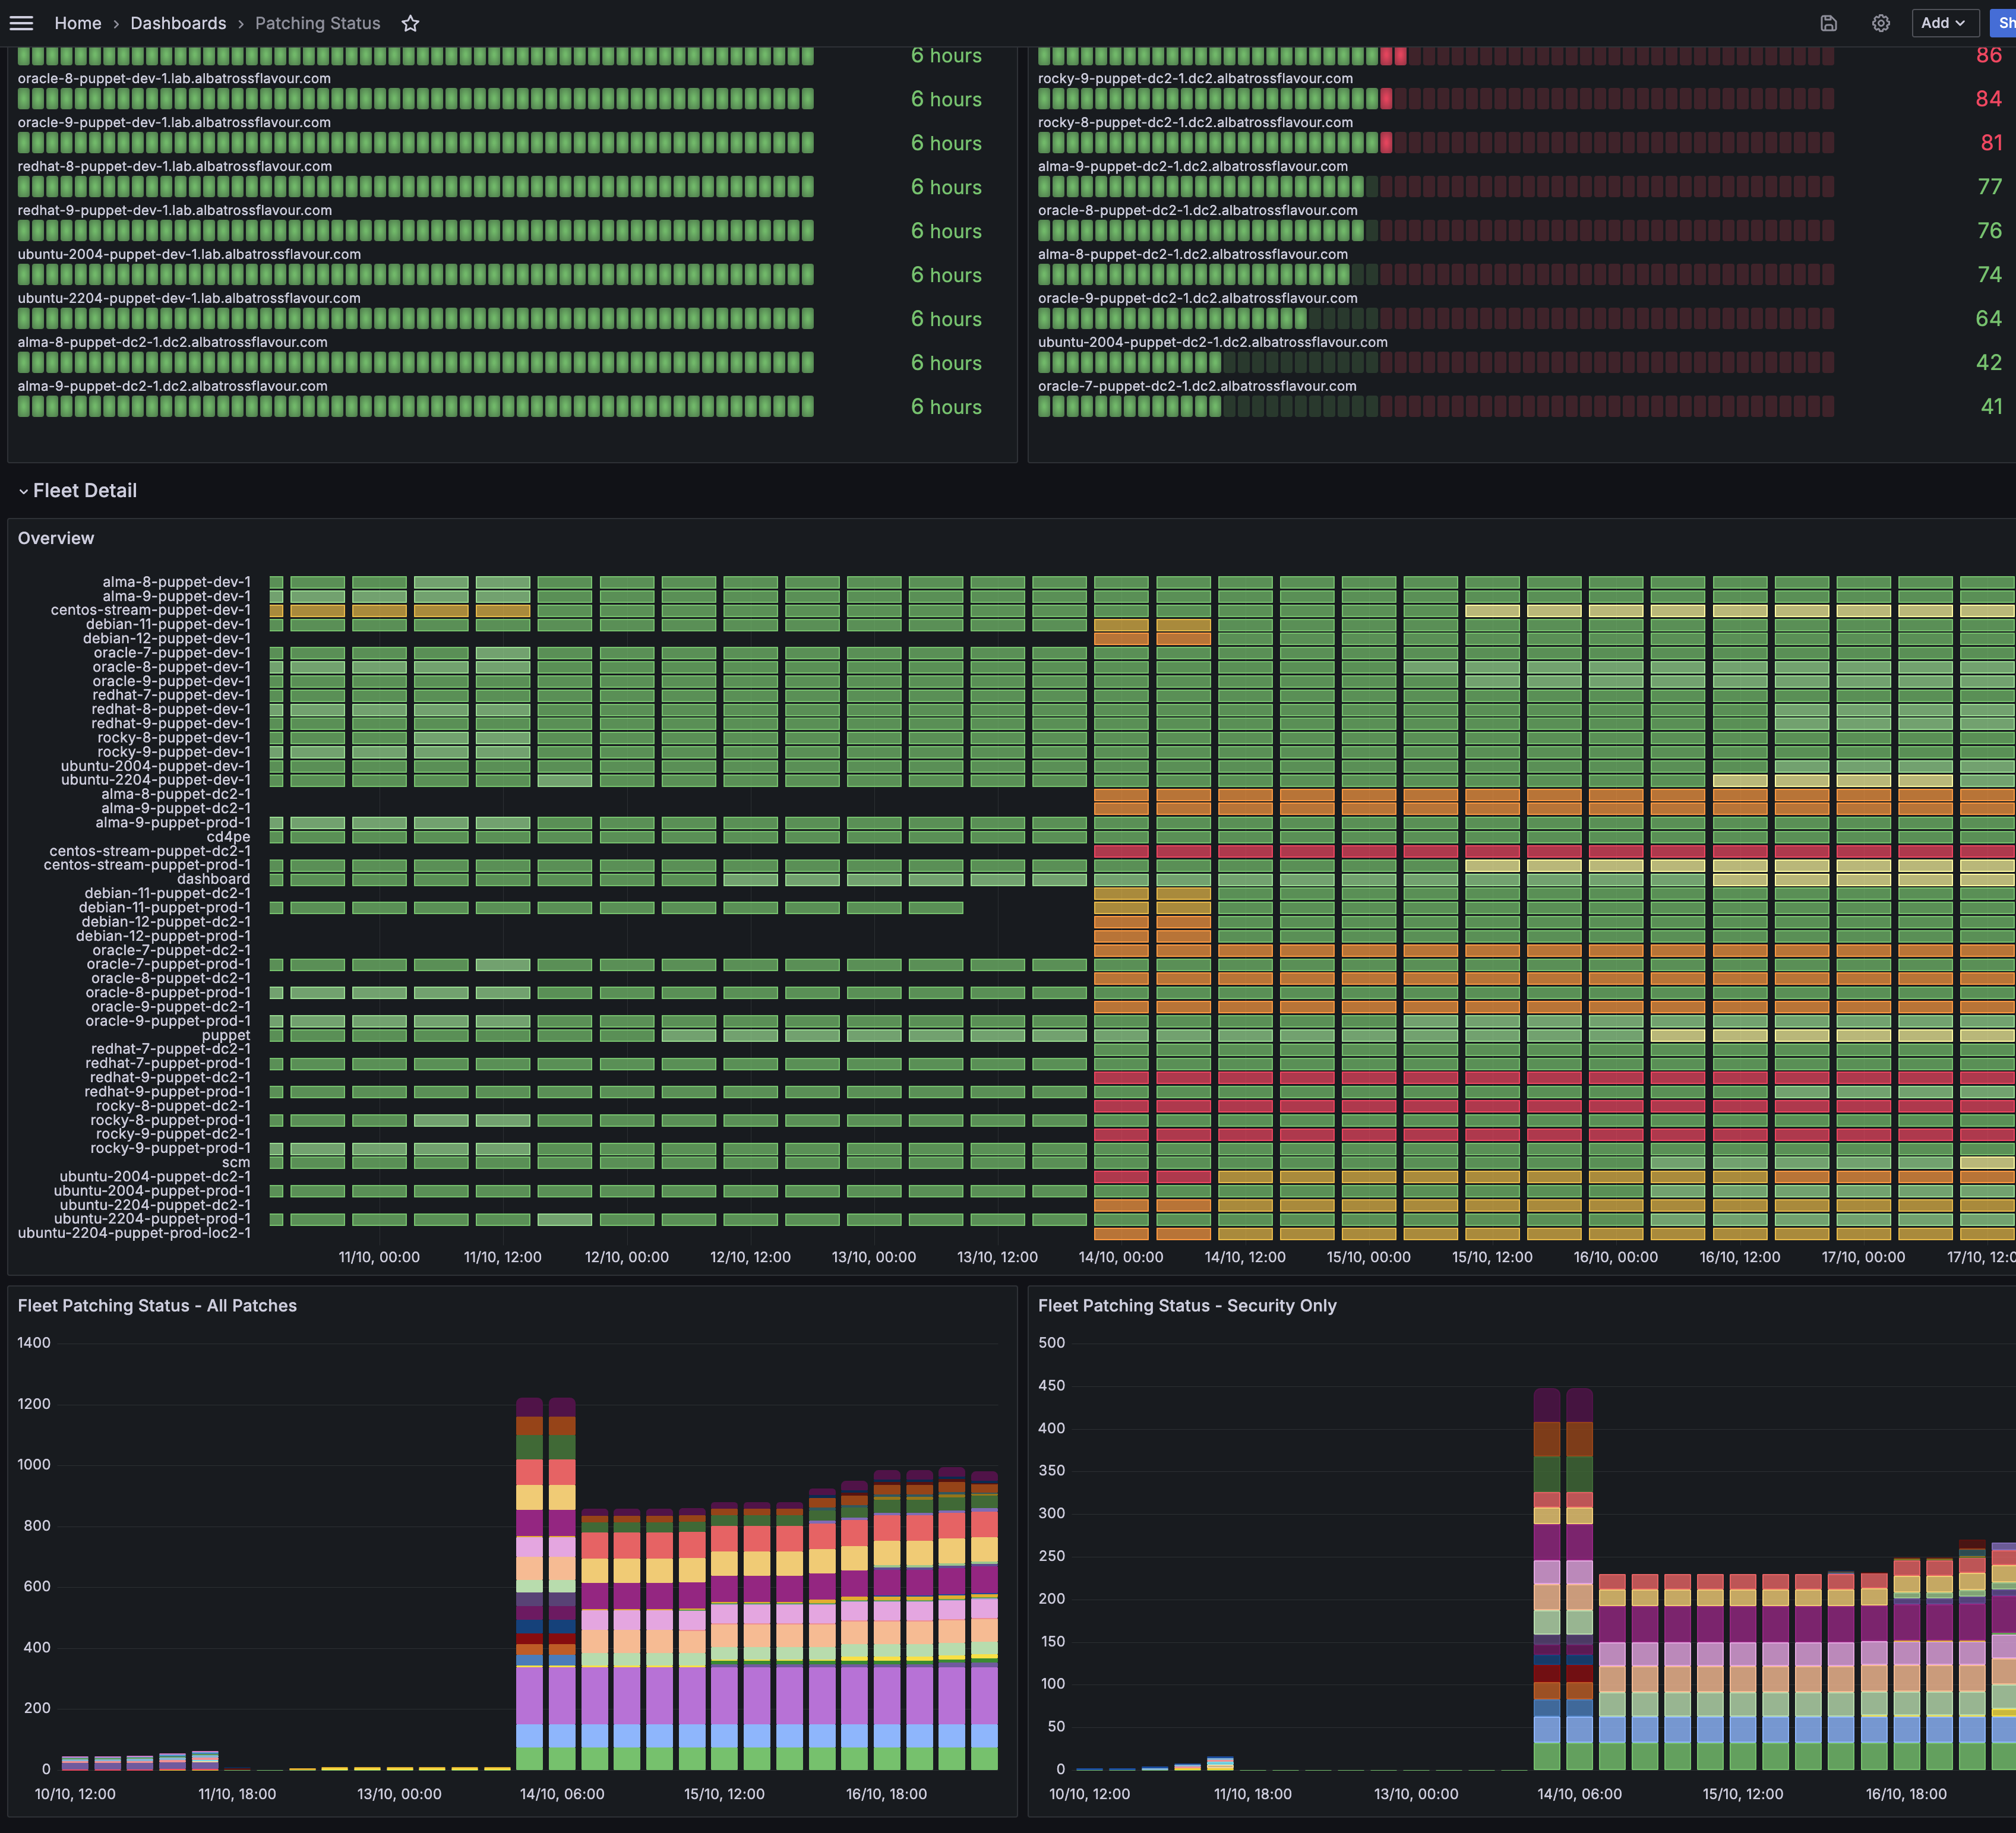 Home › Dashboards › Patching Status
Add
6 hours
oracle-8-puppet-dev-1.lab.albatrossflavour.com
6 hours
oracle-9-puppet-dev-1.lab.albatrossflavour.com
6 hours
redhat-8-puppet-dev-1.lab.albatrossflavour.com
6 hours
redhat-9-puppet-dev-1.lab.albatrossflavour.com
6 hours
ubuntu-2004-puppet-dev-1.lab.albatrossflavour.com
6 hours
ubuntu-2204-puppet-dev-1.lab.albatrossflavour.com
6 hours
alma-8-puppet-dc2-1.dc2.albatrossflavour.com
6 hours
alma-9-puppet-dc2-1.dc2.albatrossflavour.com
6 hours
86
rocky-9-puppet-dc2-1.dc2.albatrossflavour.com
84
rocky-8-puppet-dc2-1.dc2.albatrossflavour.com
81
alma-9-puppet-dc2-1.dc2.albatrossflavour.com
77
oracle-8-puppet-dc2-1.dc2.albatrossflavour.com
76
alma-8-puppet-dc2-1.dc2.albatrossflavour.com
74
oracle-9-puppet-dc2-1.dc2.albatrossflavour.com
64
ubuntu-2004-puppet-dc2-1.dc2.albatrossflavour.com
42
oracle-7-puppet-dc2-1.dc2.albatrossflavour.com
41
Fleet Detail
Overview
alma-8-puppet-dev-1
alma-9-puppet-dev-1
centos-stream-puppet-dev-1
debian-11-puppet-dev-1
debian-12-puppet-dev-1
oracle-7-puppet-dev-1
oracle-8-puppet-dev-1
oracle-9-puppet-dev-1
redhat-7-puppet-dev-1
redhat-8-puppet-dev-1
redhat-9-puppet-dev-1
rocky-8-puppet-dev-1
rocky-9-puppet-dev-1
ubuntu-2004-puppet-dev-1
ubuntu-2204-puppet-dev-1
alma-8-puppet-dc2-1
alma-9-puppet-dc2-1
alma-9-puppet-prod-1
cd4pe
centos-stream-puppet-dc2-1
centos-stream-puppet-prod-1
dashboard
debian-11-puppet-dc2-1
debian-11-puppet-prod-1
debian-12-puppet-dc2-1
debian-12-puppet-prod-1
oracle-7-puppet-dc2-1
oracle-7-puppet-prod-1
oracle-8-puppet-dc2-1
oracle-8-puppet-prod-1
oracle-9-puppet-dc2-1
oracle-9-puppet-prod-1
puppet
redhat-7-puppet-dc2-1
redhat-7-puppet-prod-1
redhat-9-puppet-dc2-1
redhat-9-puppet-prod-1
rocky-8-puppet-dc2-1
rocky-8-puppet-prod-1
rocky-9-puppet-dc2-1
rocky-9-puppet-prod-1
scm
ubuntu-2004-puppet-dc2-1
ubuntu-2004-puppet-prod-1
ubuntu-2204-puppet-dc2-1
ubuntu-2204-puppet-prod-1
ubuntu-2204-puppet-prod-loc2-1
11/10, 00:00 11/10, 12:00 12/10, 00:00 12/10, 12:00 13/10, 00:00 13/10, 12:00 14/10, 00:00 14/10, 12:00 15/10, 00:00 15/10, 12:00 16/10, 00:00 16/10, 12:00 17/10, 00:00 17/10,
Fleet Patching Status - All Patches
1400
1200
1000
800
600
400
200
0
10/10, 12:00 11/10, 18:00 13/10, 00:00 14/10, 06:00 15/10, 12:00 16/10, 18:00
Fleet Patching Status - Security Only
500
450
400
350
300
250
200
150
100
50
0
10/10, 12:00 11/10, 18:00 13/10, 00:00 14/10, 06:00 15/10, 12:00 16/10, 18:00